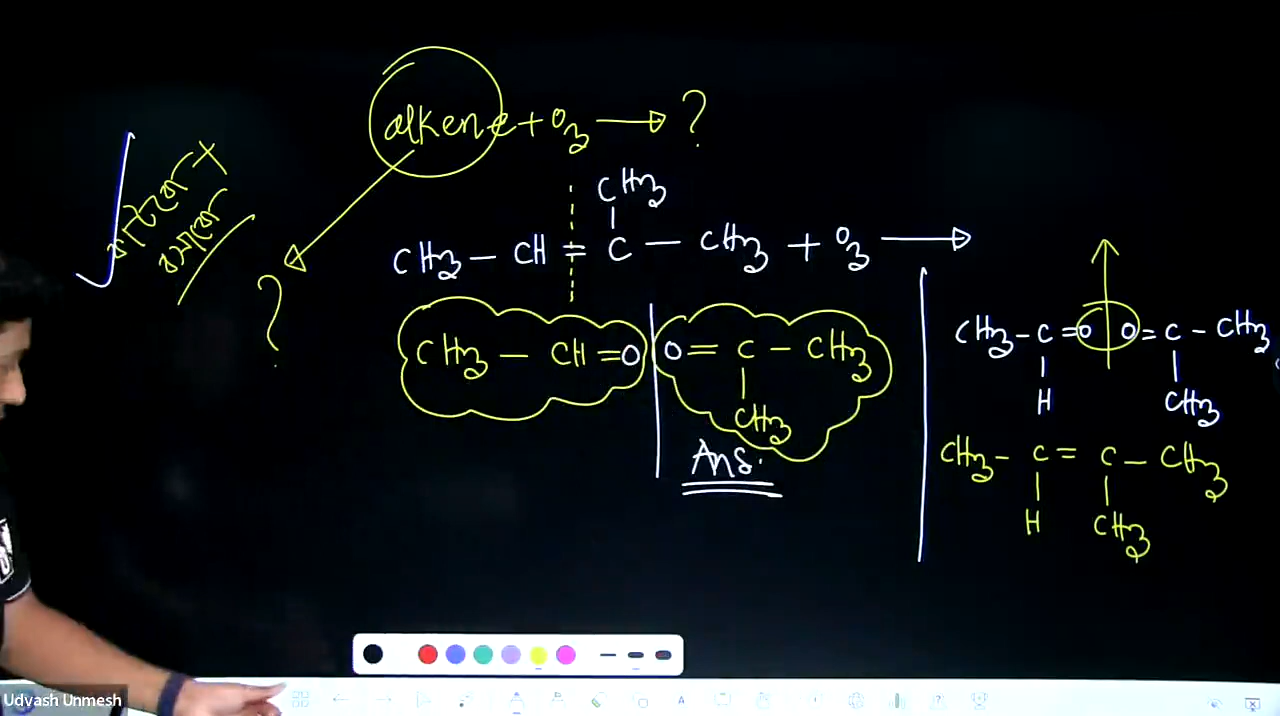 alkene + O3 → ?
?
CH3
CH3 — CH = C — CH3 + O3 →
CH3 — CH = O | O = C — CH3
CH3
Ans.
CH3 - C = O O = C - CH3
H CH3
CH3 - C = C - CH3
H CH3
Udvash Unmesh